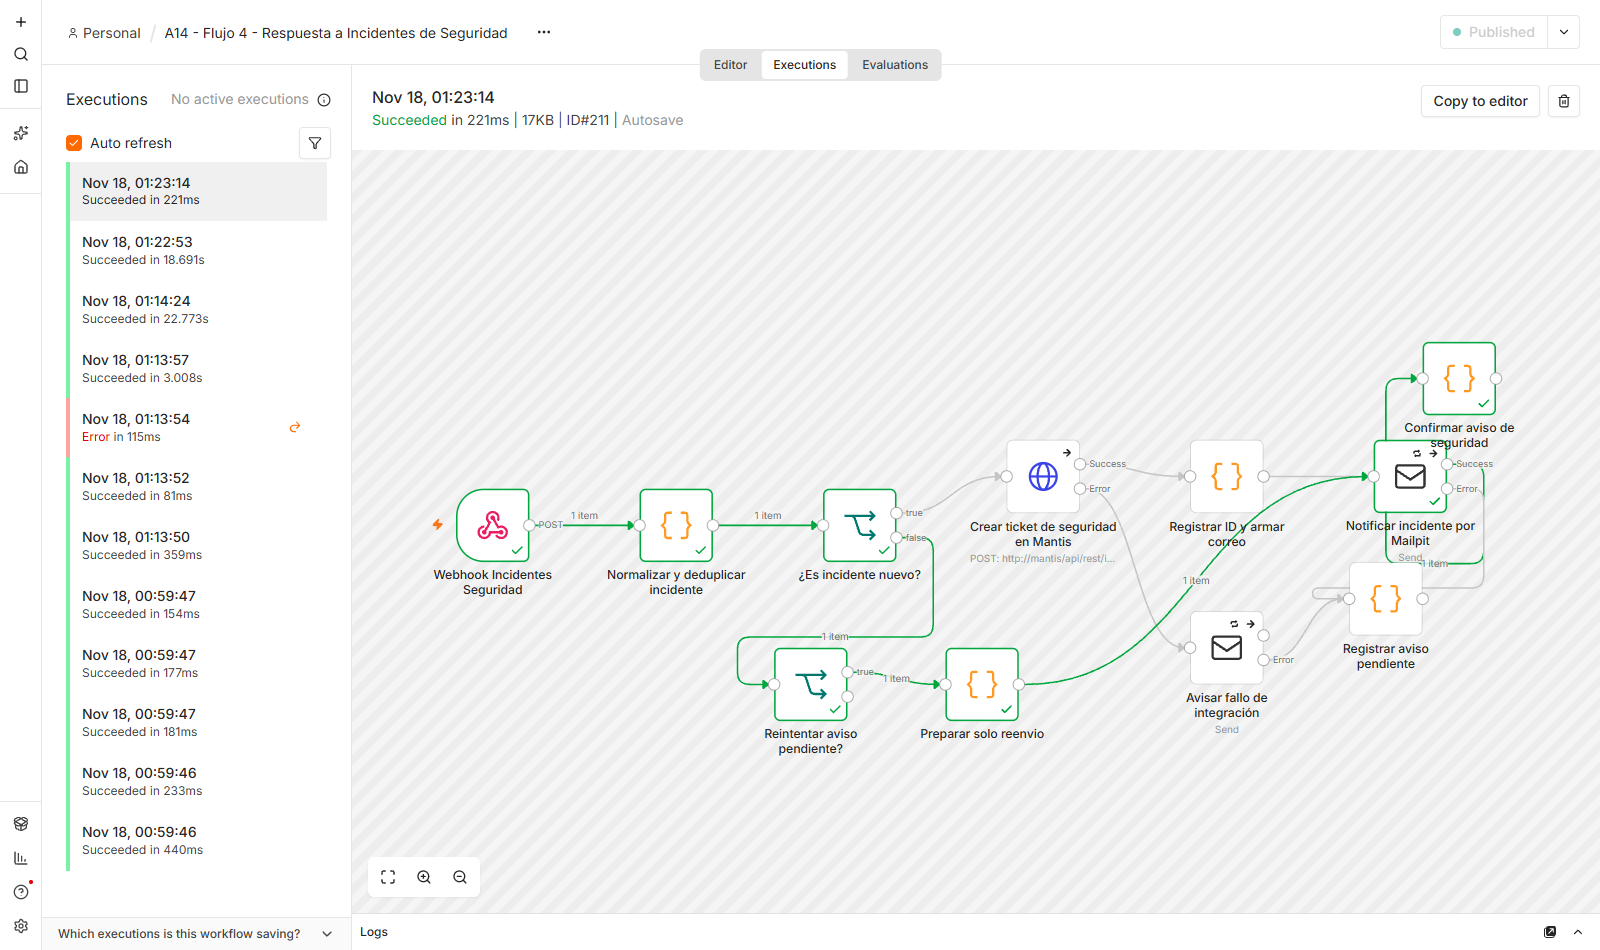 Personal / A14 - Flujo 4 - Respuesta a Incidentes de Seguridad ...
Published
Editor Executions Evaluations
Executions No active executions
Auto refresh
Nov 18, 01:23:14
Succeeded in 221ms
Nov 18, 01:22:53
Succeeded in 18.691s
Nov 18, 01:14:24
Succeeded in 22.773s
Nov 18, 01:13:57
Succeeded in 3.008s
Nov 18, 01:13:54
Error in 115ms
Nov 18, 01:13:52
Succeeded in 81ms
Nov 18, 01:13:50
Succeeded in 359ms
Nov 18, 00:59:47
Succeeded in 154ms
Nov 18, 00:59:47
Succeeded in 177ms
Nov 18, 00:59:47
Succeeded in 181ms
Nov 18, 00:59:46
Succeeded in 233ms
Nov 18, 00:59:46
Succeeded in 440ms
Which executions is this workflow saving?
Nov 18, 01:23:14
Succeeded in 221ms | 17KB | ID#211 | Autosave
Copy to editor
POST
1 item
Webhook Incidentes
Seguridad
1 item
Normalizar y deduplicar
incidente
true
false
¿Es incidente nuevo?
1 item
Success
Error
Crear ticket de seguridad
en Mantis
POST: http://mantis/api/rest/i...
Registrar ID y armar
correo
Confirmar aviso de
seguridad
Success
Error
Notificar incidente por
Mailpit
Send
1 item
1 item
true
1 item
Reintentar aviso
pendiente?
Preparar solo reenvio
Error
Avisar fallo de
integración
Send
Registrar aviso
pendiente
Logs